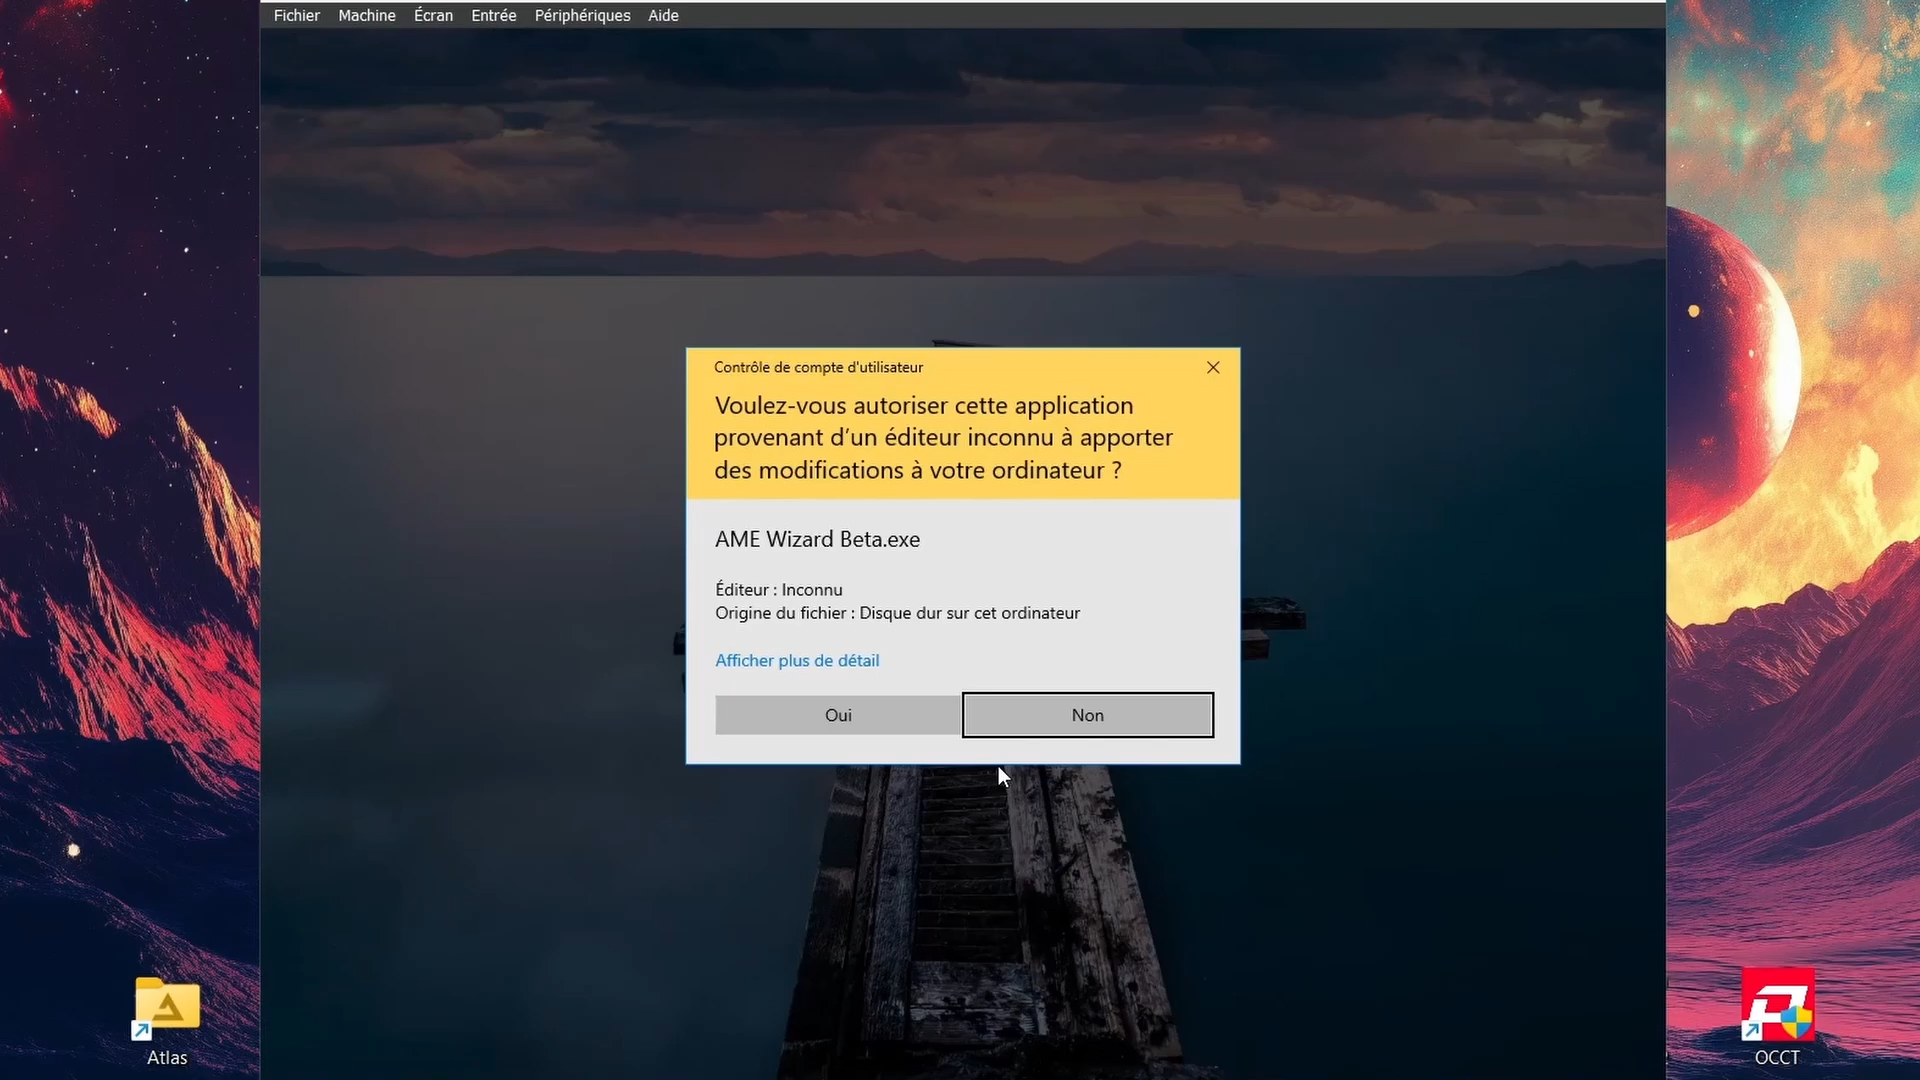 Fichier Machine Écran Entrée Périphériques Aide
Contrôle de compte d'utilisateur
Voulez-vous autoriser cette application
provenant d’un éditeur inconnu à apporter
des modifications à votre ordinateur ?
AME Wizard Beta.exe
Éditeur : Inconnu
Origine du fichier : Disque dur sur cet ordinateur
Afficher plus de détail
Oui Non
Atlas
OCCT